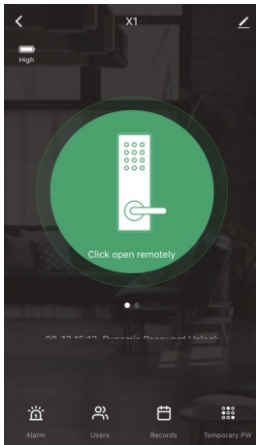 X1
High
Click open remotely
Dynamic Password Unlock
Alarm
Users
Records
Temporary PW